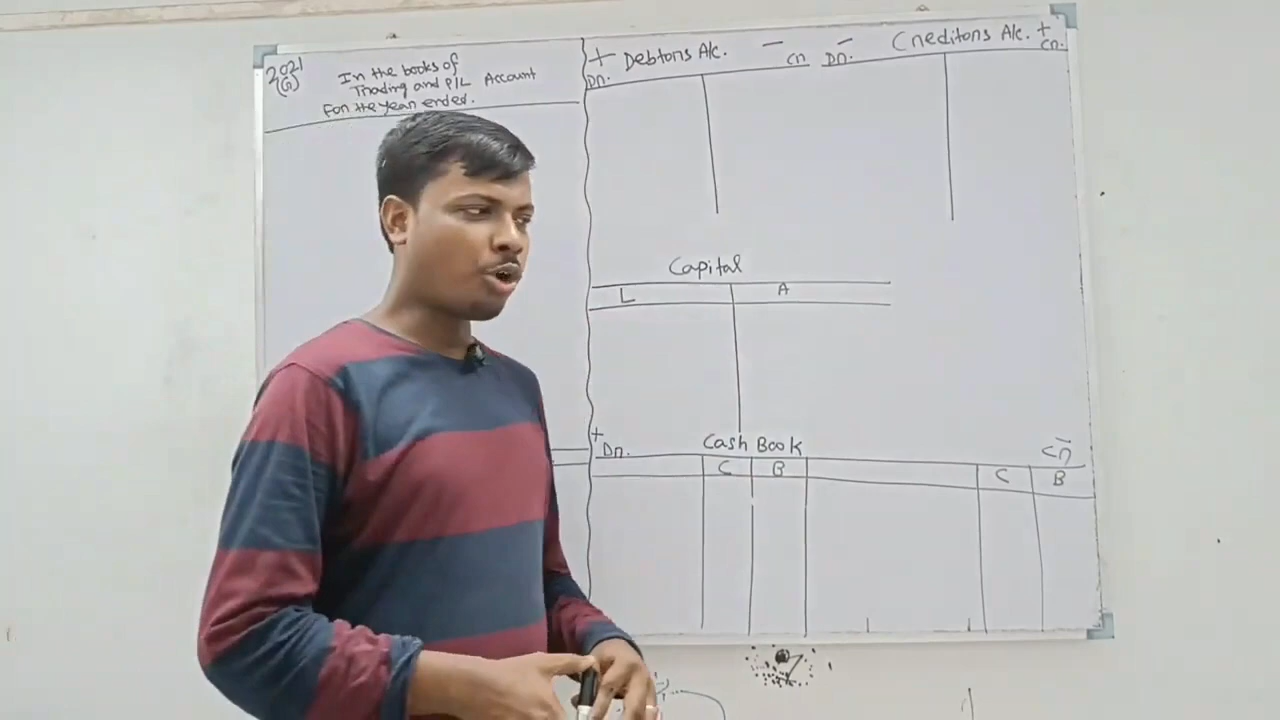 2021
(G)
In the books of
Trading and P/L Account
For the year ended.
+ Debtors A/c. −
Dr. Cr
− Creditors A/c. +
Dr. Cr.
Capital
L A
+ Cash Book −
Dr. Cr
C B C B